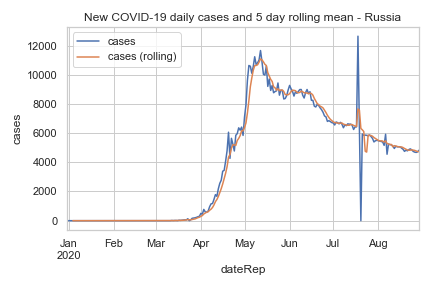 New COVID-19 daily cases and 5 day rolling mean - Russia
cases
cases (rolling)
12000
10000
8000
6000
4000
2000
0
cases
Jan Feb Mar Apr May Jun Jul Aug
2020
dateRep